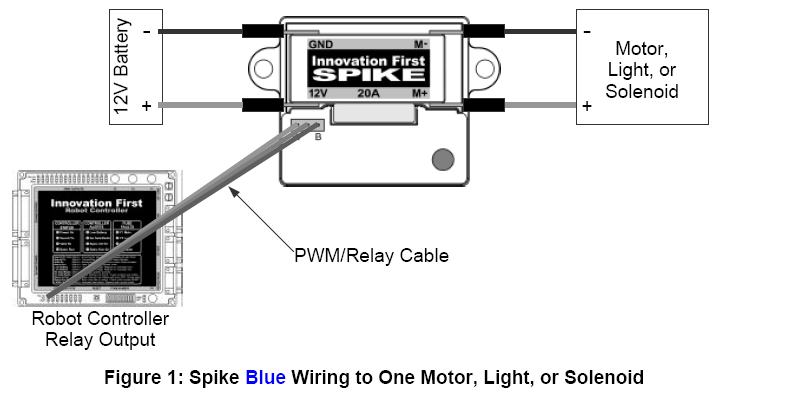 12V Battery
-
+
GND M-
Innovation First
SPIKE
12V 20A M+
B
-
+
Motor,
Light, or
Solenoid
Innovation First
Robot Controller
PWM/Relay Cable
Robot Controller
Relay Output
Figure 1: Spike Blue Wiring to One Motor, Light, or Solenoid